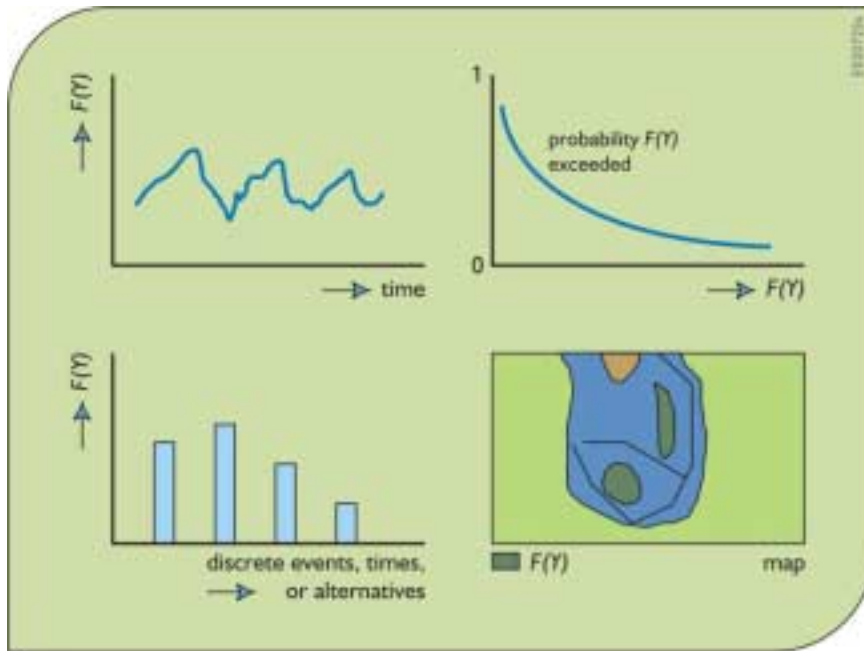 F(Y)
time
1
probability F(Y)
exceeded
0
F(Y)
F(Y)
discrete events, times,
or alternatives
F(Y)
map